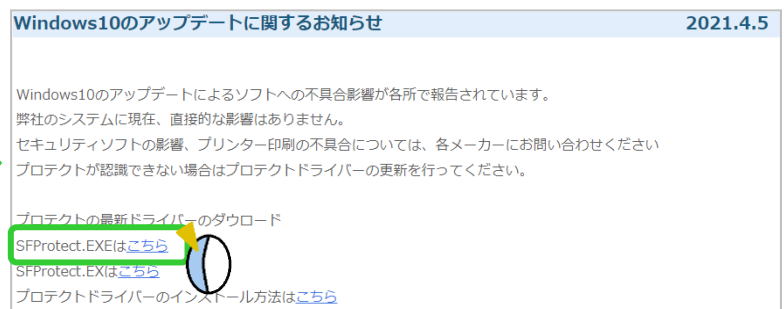 Windows10のアップデートに関するお知らせ 2021.4.5
Windows10のアップデートによるソフトへの不具合影響が各所で報告されています。
弊社のシステムに現在、直接的な影響はありません。
セキュリティソフトの影響、プリンター印刷の不具合については、各メーカーにお問い合わせください
プロテクトが認識できない場合はプロテクトドライバーの更新を行ってください。
プロテクトの最新ドライバーのダウロード
SFProtect.EXEはこちら
SFProtect.EXはこちら
プロテクトドライバーのインストール方法はこちら